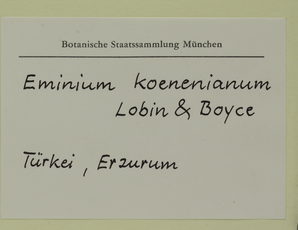 Botanische Staatssammlung München
Eminium koenenianum
Lobin & Boyce
Türkei, Erzurum